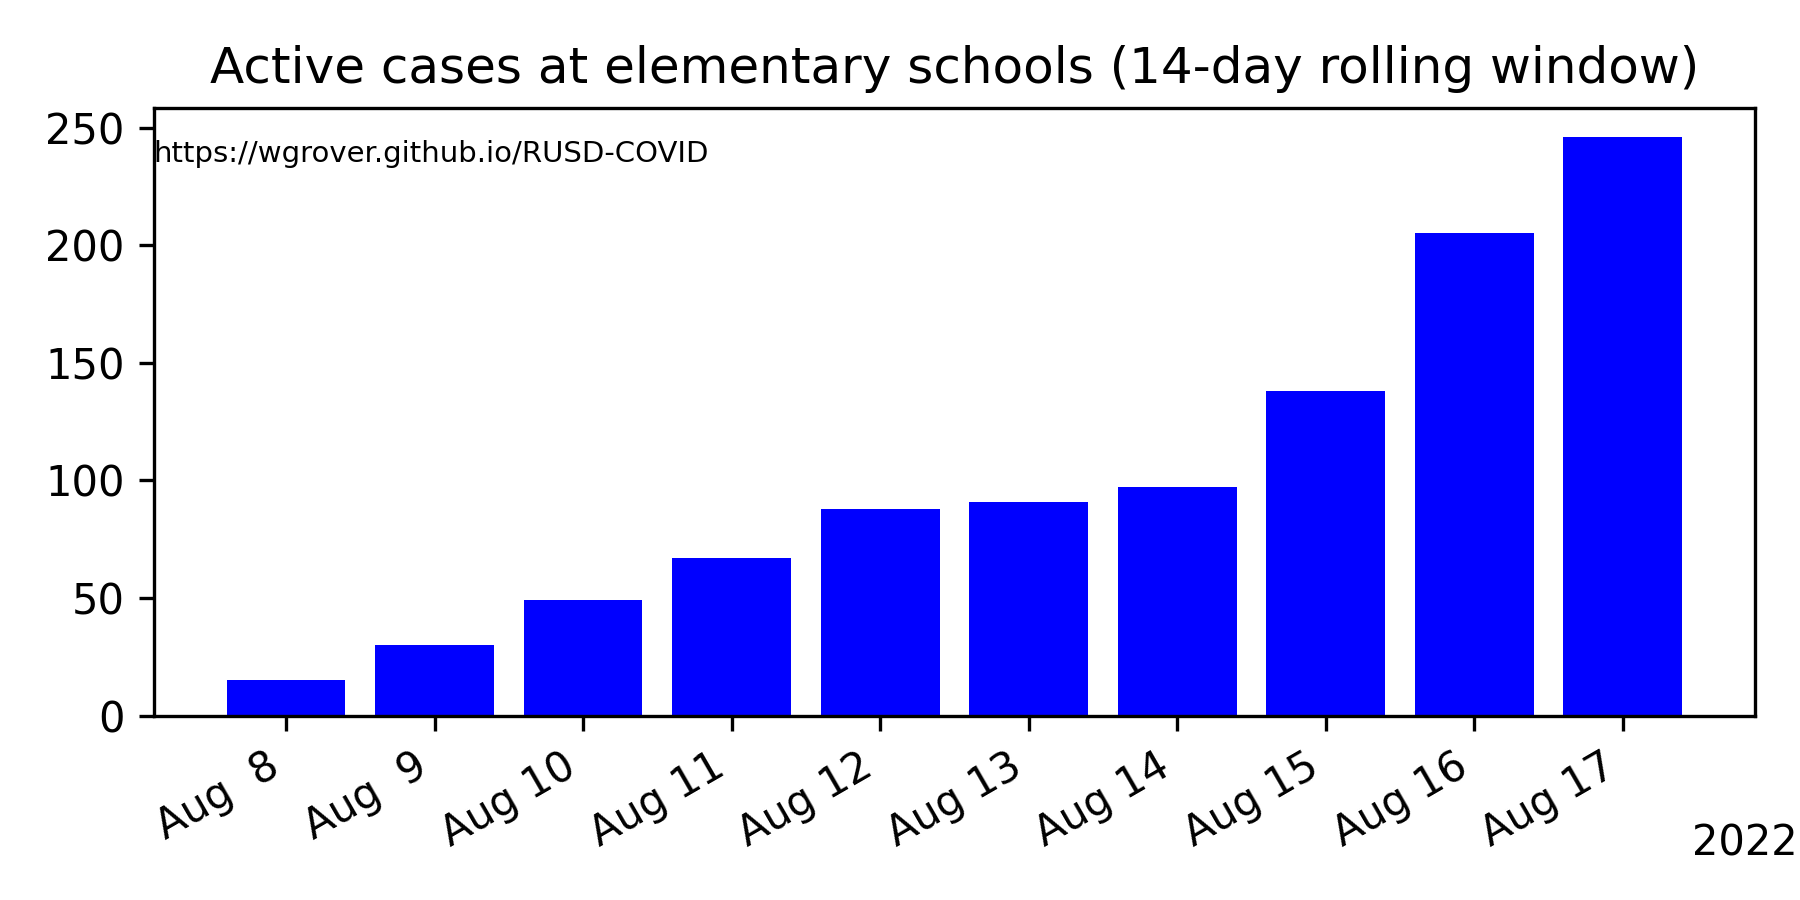 Active cases at elementary schools (14-day rolling window)
250
https://wgrover.github.io/RUSD-COVID
200
150
100
50
0
Aug 8 Aug 9 Aug 10 Aug 11 Aug 12 Aug 13 Aug 14 Aug 15 Aug 16 Aug 17
2022